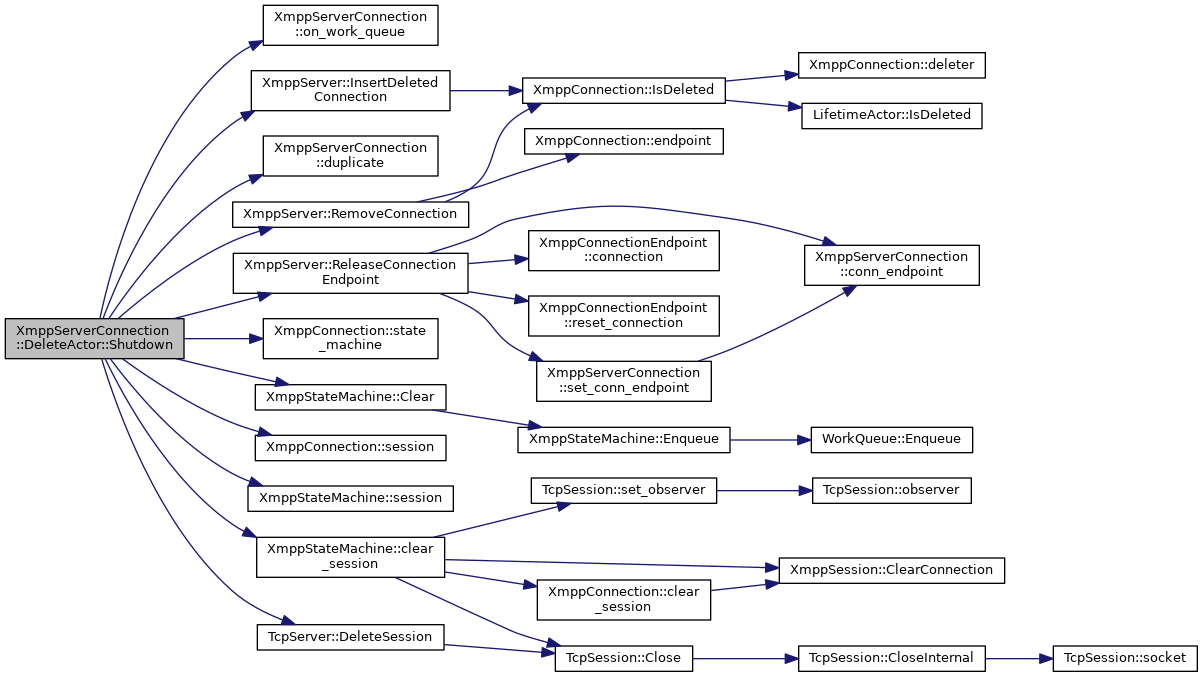 XmppServerConnection
::DeleteActor::Shutdown
XmppServerConnection
::on_work_queue
XmppServer::InsertDeleted
Connection
XmppServerConnection
::duplicate
XmppServer::RemoveConnection
XmppServer::ReleaseConnection
Endpoint
XmppConnection::state
_machine
XmppStateMachine::Clear
XmppConnection::session
XmppStateMachine::session
XmppStateMachine::clear
_session
TcpServer::DeleteSession
XmppConnection::IsDeleted
XmppConnection::endpoint
XmppConnectionEndpoint
::connection
XmppConnectionEndpoint
::reset_connection
XmppServerConnection
::set_conn_endpoint
XmppStateMachine::Enqueue
TcpSession::set_observer
XmppConnection::clear
_session
TcpSession::Close
XmppConnection::deleter
LifetimeActor::IsDeleted
XmppServerConnection
::conn_endpoint
WorkQueue::Enqueue
TcpSession::observer
XmppSession::ClearConnection
TcpSession::CloseInternal
TcpSession::socket